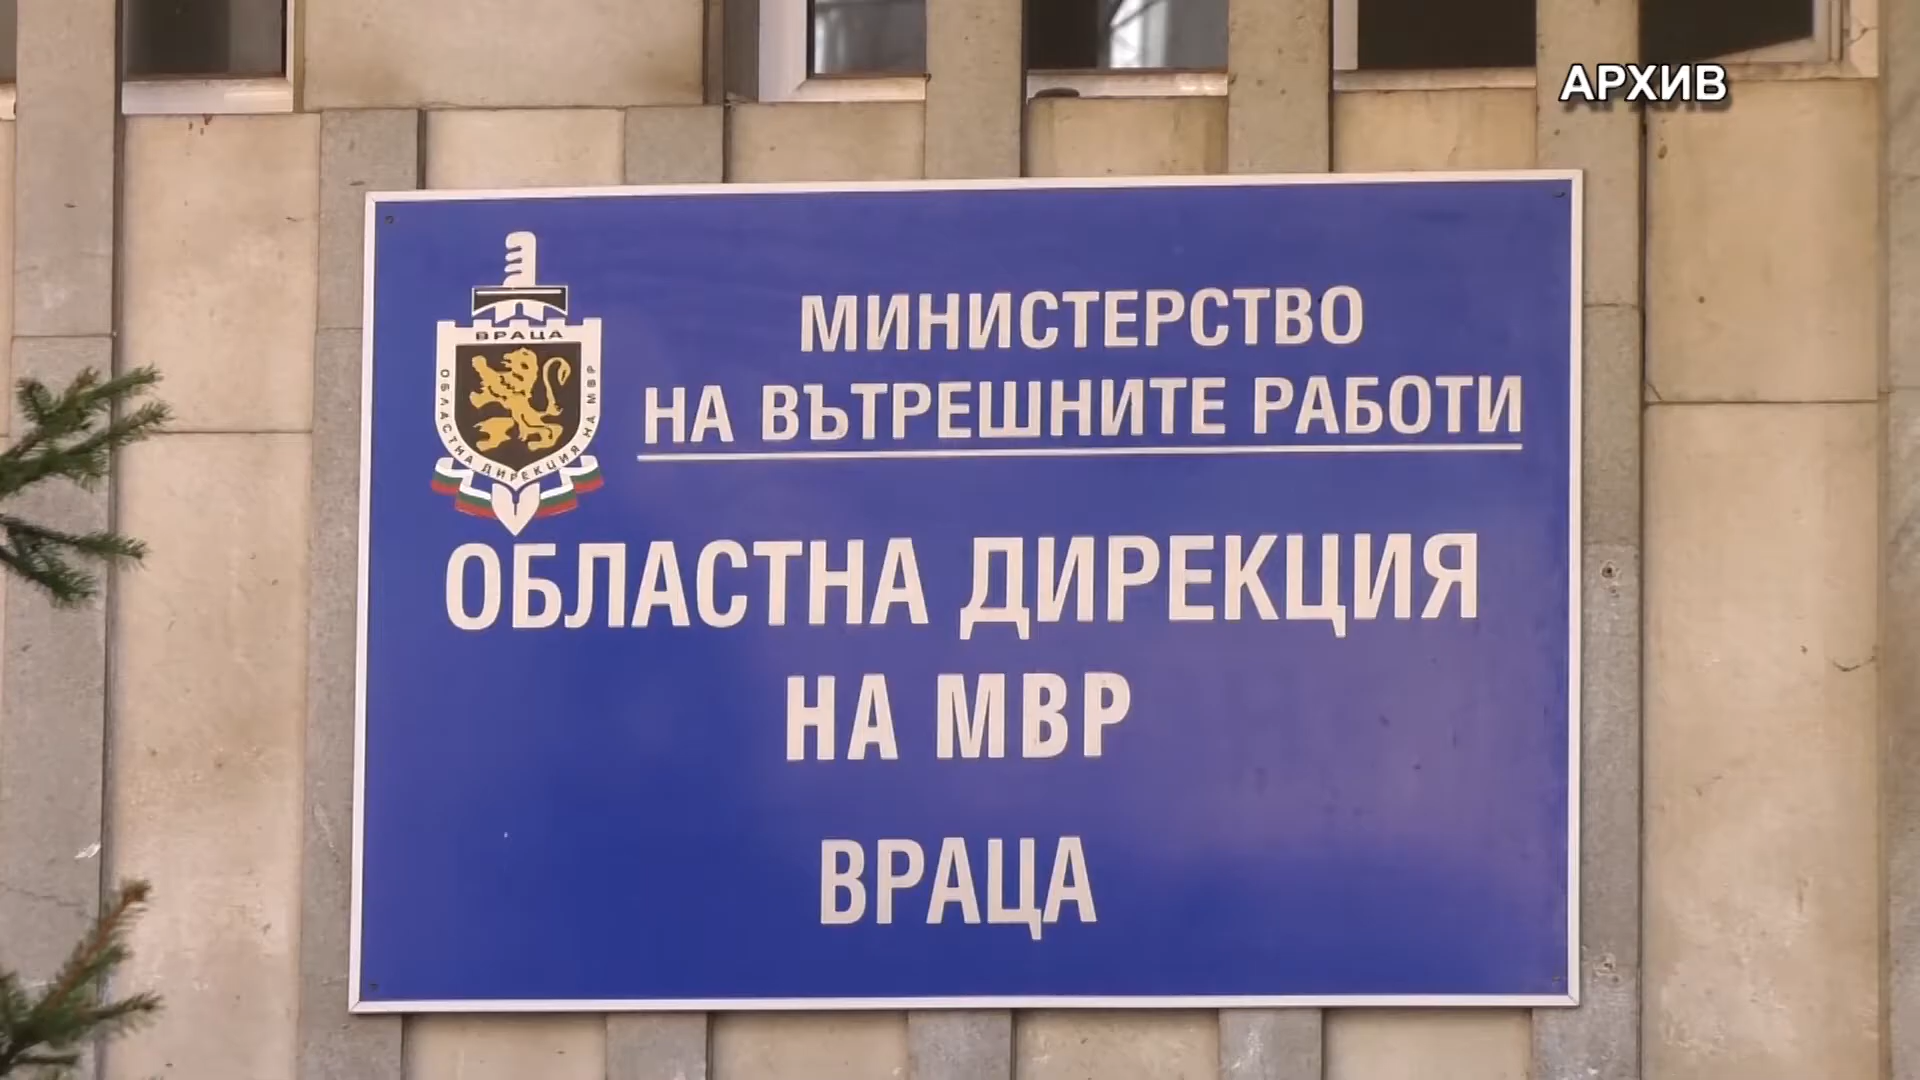 АРХИВ
МИНИСТЕРСТВО
НА ВЪТРЕШНИТЕ РАБОТИ
ВРАЦА
ОБЛАСТНА ДИРЕКЦИЯ НА МВР
ОБЛАСТНА ДИРЕКЦИЯ
НА МВР
ВРАЦА